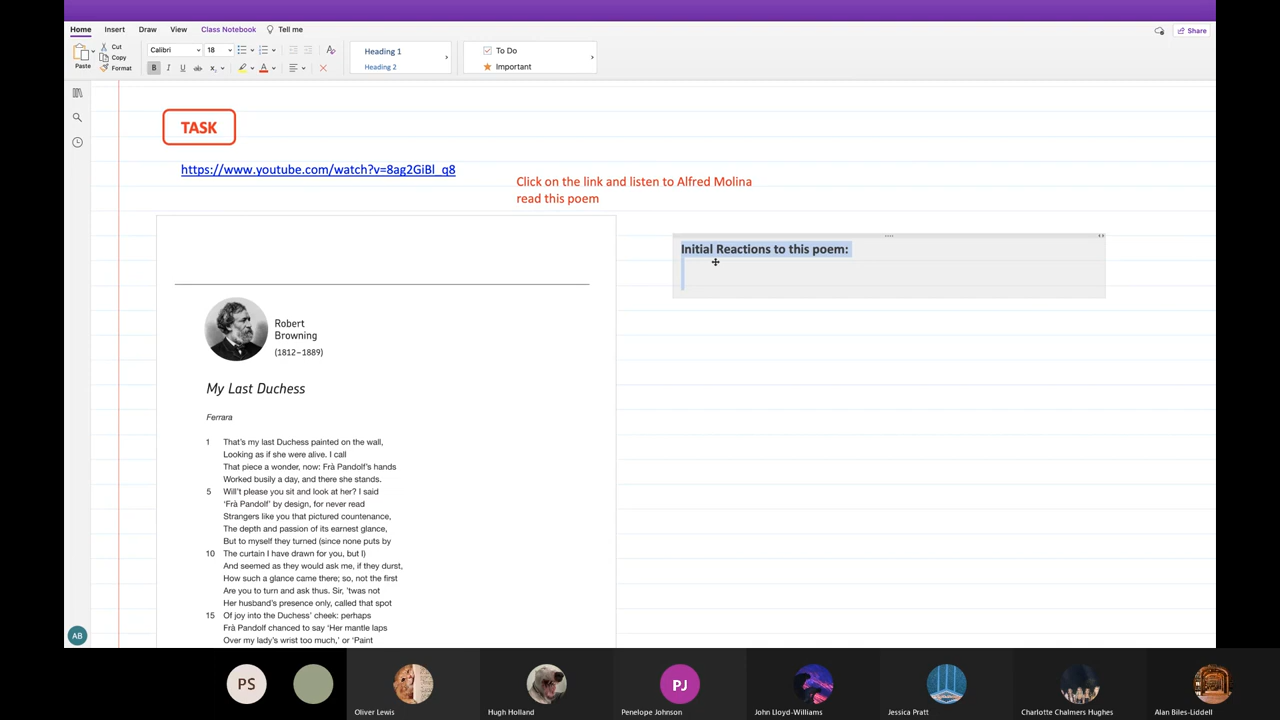 Home Insert Draw View Class Notebook Tell me
Share
Paste
Cut
Copy
Format
Calibri 18
B I U ab x
A
Heading 1
Heading 2
To Do
Important
TASK
https://www.youtube.com/watch?v=8ag2GiBl_q8
Click on the link and listen to Alfred Molina
read this poem
Initial Reactions to this poem:
Robert
Browning
(1812–1889)
My Last Duchess
Ferrara
1 That's my last Duchess painted on the wall,
Looking as if she were alive. I call
That piece a wonder, now: Frà Pandolf's hands
Worked busily a day, and there she stands.
5 Will't please you sit and look at her? I said
'Frà Pandolf' by design, for never read
Strangers like you that pictured countenance,
The depth and passion of its earnest glance,
But to myself they turned (since none puts by
10 The curtain I have drawn for you, but I)
And seemed as they would ask me, if they durst,
How such a glance came there; so, not the first
Are you to turn and ask thus. Sir, 'twas not
Her husband's presence only, called that spot
15 Of joy into the Duchess' cheek: perhaps
Frà Pandolf chanced to say 'Her mantle laps
Over my lady's wrist too much,' or 'Paint
AB
PS
PJ
Oliver Lewis
Hugh Holland
Penelope Johnson
John Lloyd-Williams
Jessica Pratt
Charlotte Chalmers Hughes
Alan Biles-Liddell